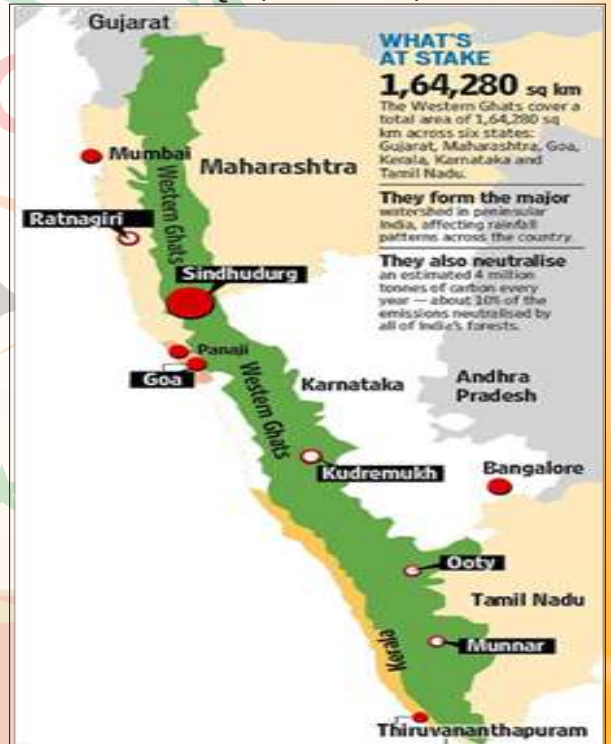 Gujarat
WHAT'S
AT STAKE
1,64,280 sq km
The Western Ghats cover a
total area of 1,64,280 sq
km across six states:
Gujarat, Maharashtra, Goa,
Kerala, Karnataka and
Tamil Nadu.
They form the major
watershed in peninsular
India, affecting rainfall
patterns across the country
They also neutralise
an estimated 4 million
tonnes of carbon every
year — about 10% of the
emissions neutralised by
all of India's forests.
Mumbai
Maharashtra
Western Ghats
Ratnagiri
Sindhudurg
Panaji
Goa
Western Ghats
Karnataka
Andhra
Pradesh
Kudremukh
Bangalore
Ooty
Tamil Nadu
Munnar
Kerala
Thiruvananthapuram